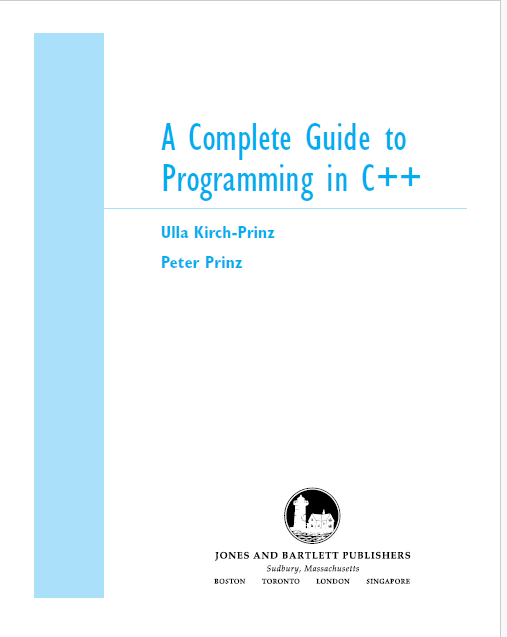 A Complete Guide to
Programming in C++
Ulla Kirch-Prinz
Peter Prinz
JONES AND BARTLETT PUBLISHERS
Sudbury, Massachusetts
BOSTON TORONTO LONDON SINGAPORE